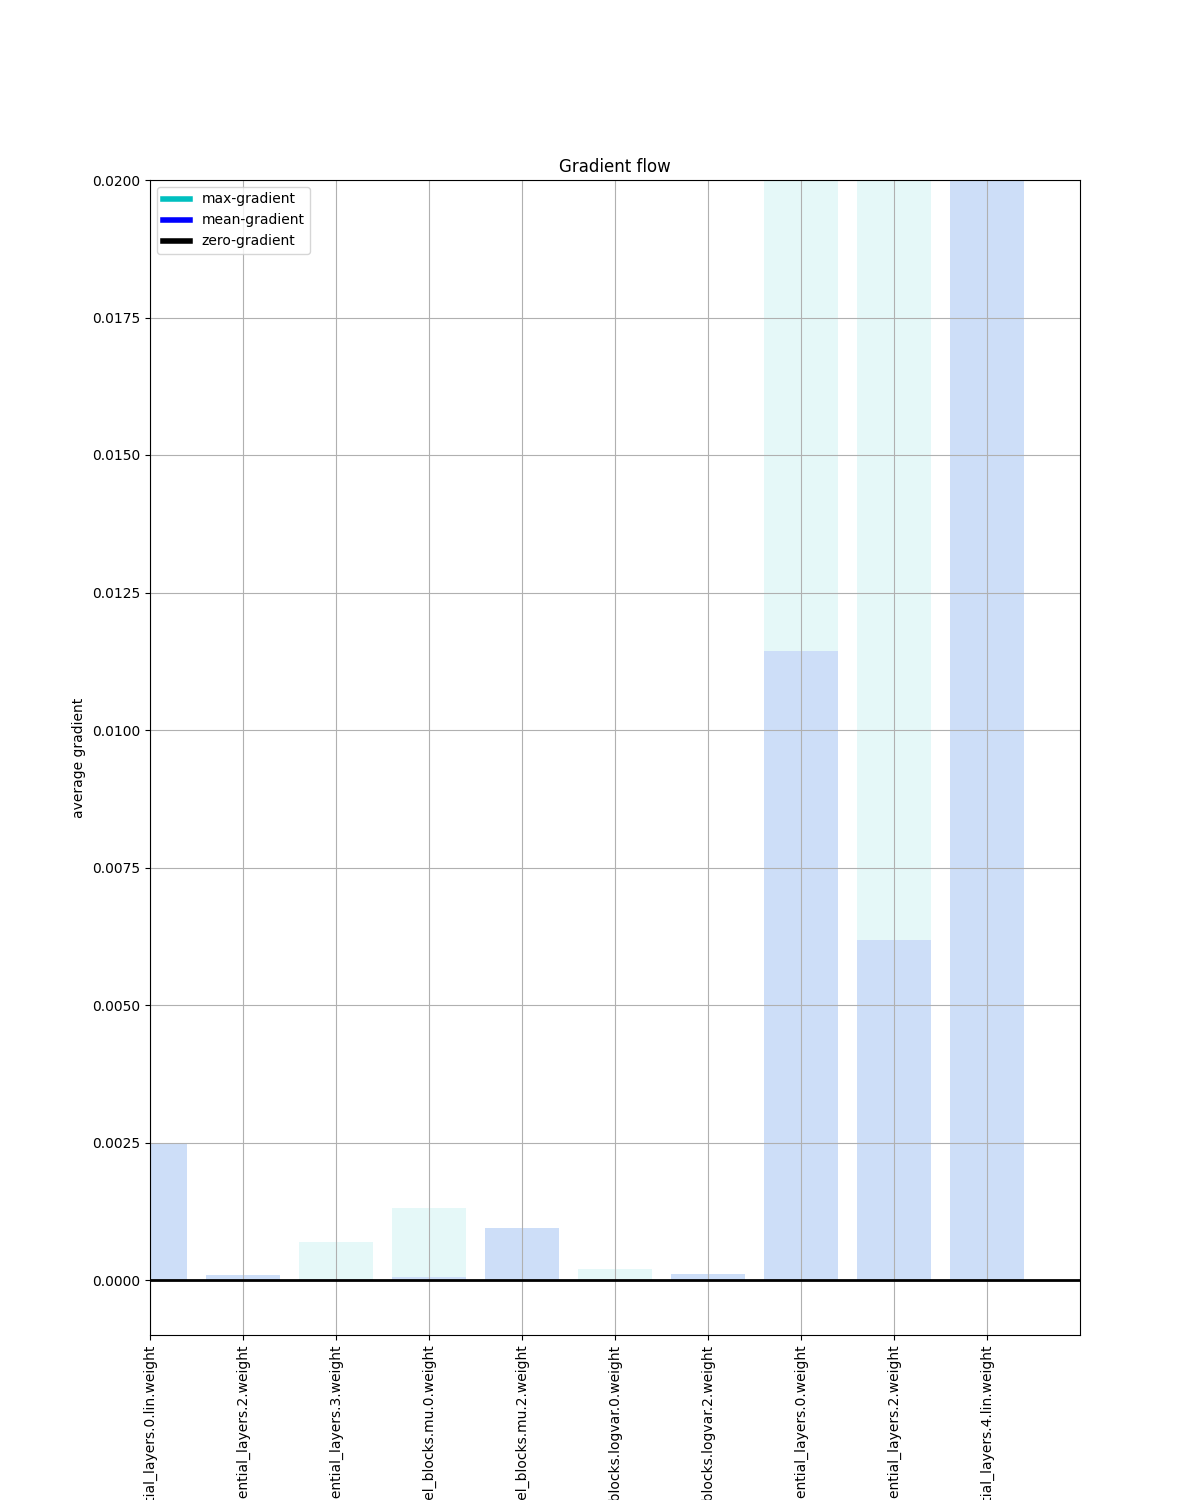 Gradient flow
max-gradient
mean-gradient
zero-gradient
0.0200
0.0175
0.0150
0.0125
0.0100
0.0075
0.0050
0.0025
0.0000
average gradient
tial_layers.0.lin.weight
ential_layers.2.weight
ential_layers.3.weight
el_blocks.mu.0.weight
el_blocks.mu.2.weight
blocks.logvar.0.weight
blocks.logvar.2.weight
ential_layers.0.weight
ential_layers.2.weight
tial_layers.4.lin.weight